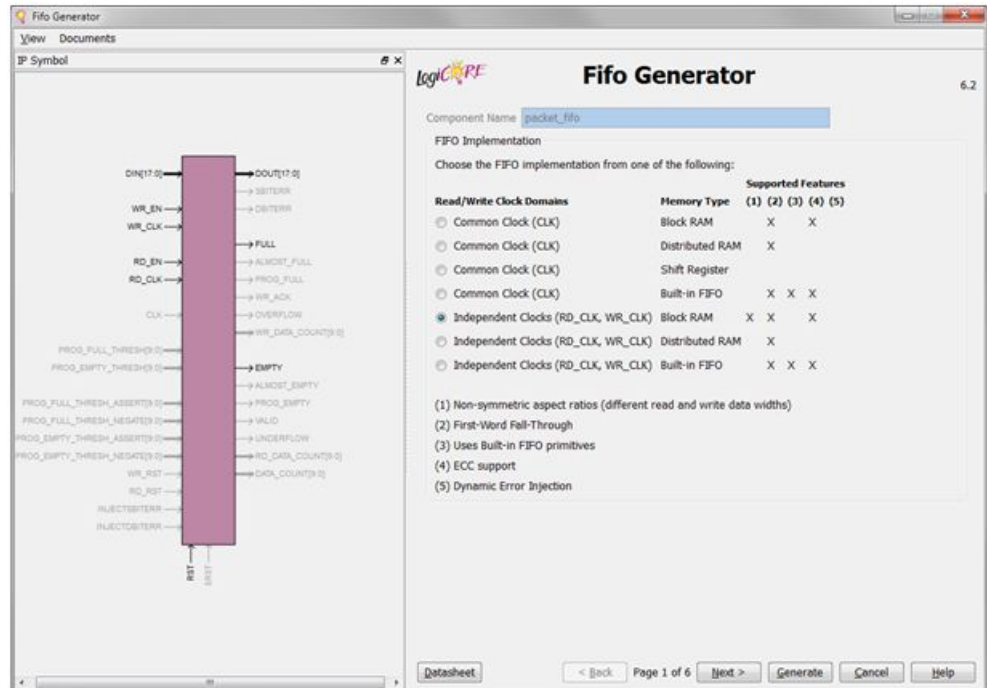 Fifo Generator
View Documents
IP Symbol
LogiCORE
Fifo Generator
6.2
Component Name packet_fifo
FIFO Implementation
Choose the FIFO implementation from one of the following:
Supported Features
Read/Write Clock Domains Memory Type (1) (2) (3) (4) (5)
Common Clock (CLK) Block RAM X X
Common Clock (CLK) Distributed RAM X
Common Clock (CLK) Shift Register
Common Clock (CLK) Built-in FIFO X X X
Independent Clocks (RD_CLK, WR_CLK) Block RAM X X X
Independent Clocks (RD_CLK, WR_CLK) Distributed RAM X
Independent Clocks (RD_CLK, WR_CLK) Built-in FIFO X X X
(1) Non-symmetric aspect ratios (different read and write data widths)
(2) First-Word Fall-Through
(3) Uses Built-in FIFO primitives
(4) ECC support
(5) Dynamic Error Injection
DIN[17:0] DOUT[17:0]
SBITERR
WR_EN DBITERR
WR_CLK
FULL
RD_EN ALMOST_FULL
RD_CLK PROG_FULL
WR_ACK
CLK OVERFLOW
WR_DATA_COUNT[9:0]
PROG_FULL_THRESH[9:0]
PROG_EMPTY_THRESH[9:0] EMPTY
ALMOST_EMPTY
PROG_FULL_THRESH_ASSERT[9:0] PROG_EMPTY
PROG_FULL_THRESH_NEGATE[9:0] VALID
PROG_EMPTY_THRESH_ASSERT[9:0] UNDERFLOW
PROG_EMPTY_THRESH_NEGATE[9:0] RD_DATA_COUNT[9:0]
WR_RST DATA_COUNT[9:0]
RD_RST
INJECTSBITERR
INJECTDBITERR
RST
SRST
Datasheet < Back Page 1 of 6 Next > Generate Cancel Help